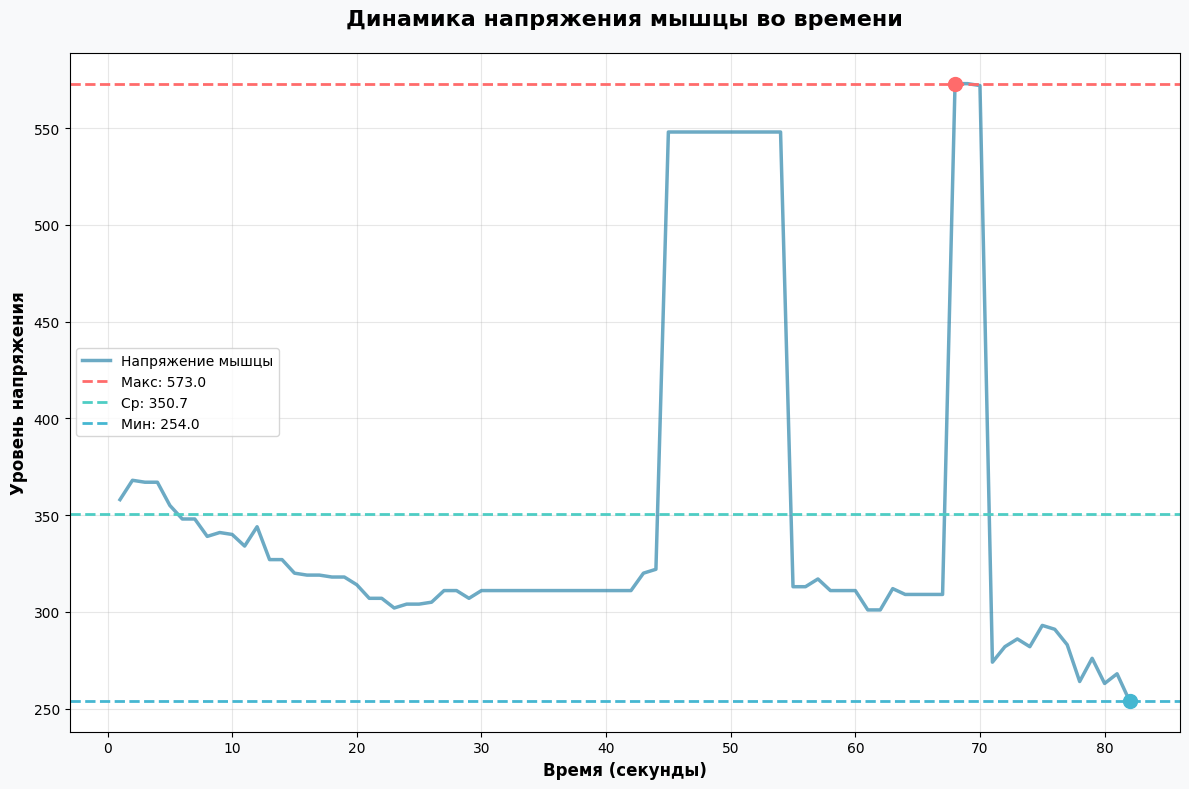 Динамика напряжения мышцы во времени
Уровень напряжения
550
500
450
400
350
300
250
Напряжение мышцы
Макс: 573.0
Ср: 350.7
Мин: 254.0
0 10 20 30 40 50 60 70 80
Время (секунды)